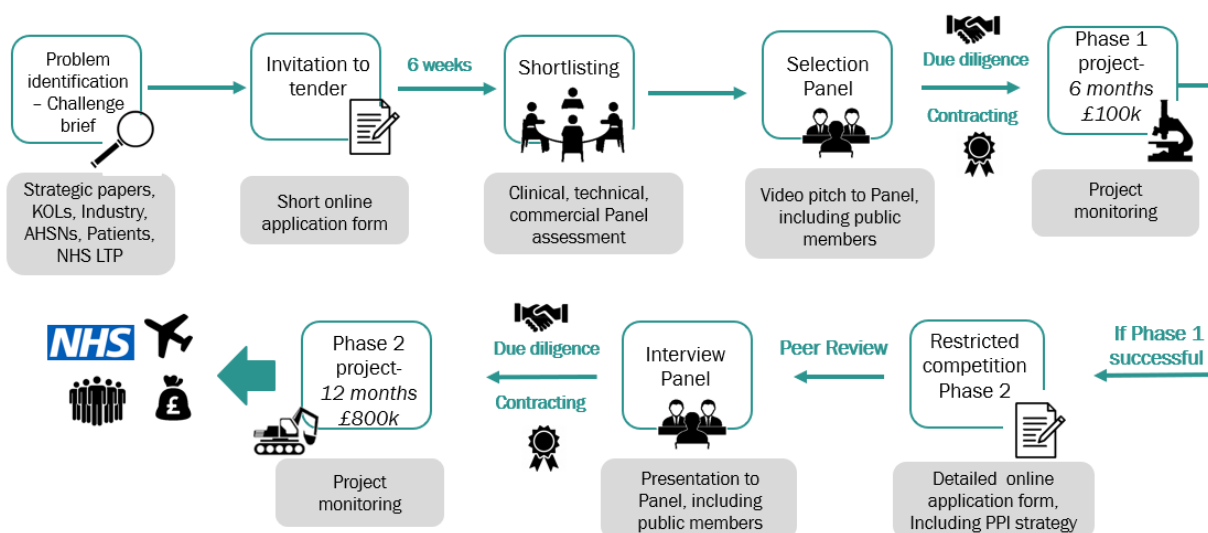 Problem
identification
– Challenge
brief
Strategic papers,
KOLs, Industry,
AHSNs, Patients,
NHS LTP
Invitation to
tender
Short online
application form
6 weeks
Shortlisting
Clinical, technical,
commercial Panel
assessment
Selection
Panel
Video pitch to Panel,
including public
members
Due diligence
Contracting
Phase 1
project-
6 months
£100k
Project
monitoring
If Phase 1
successful
Restricted
competition
Phase 2
Detailed online
application form,
Including PPI strategy
Peer Review
Interview
Panel
Presentation to
Panel, including
public members
Due diligence
Contracting
Phase 2
project-
12 months
£800k
Project
monitoring
NHS
£